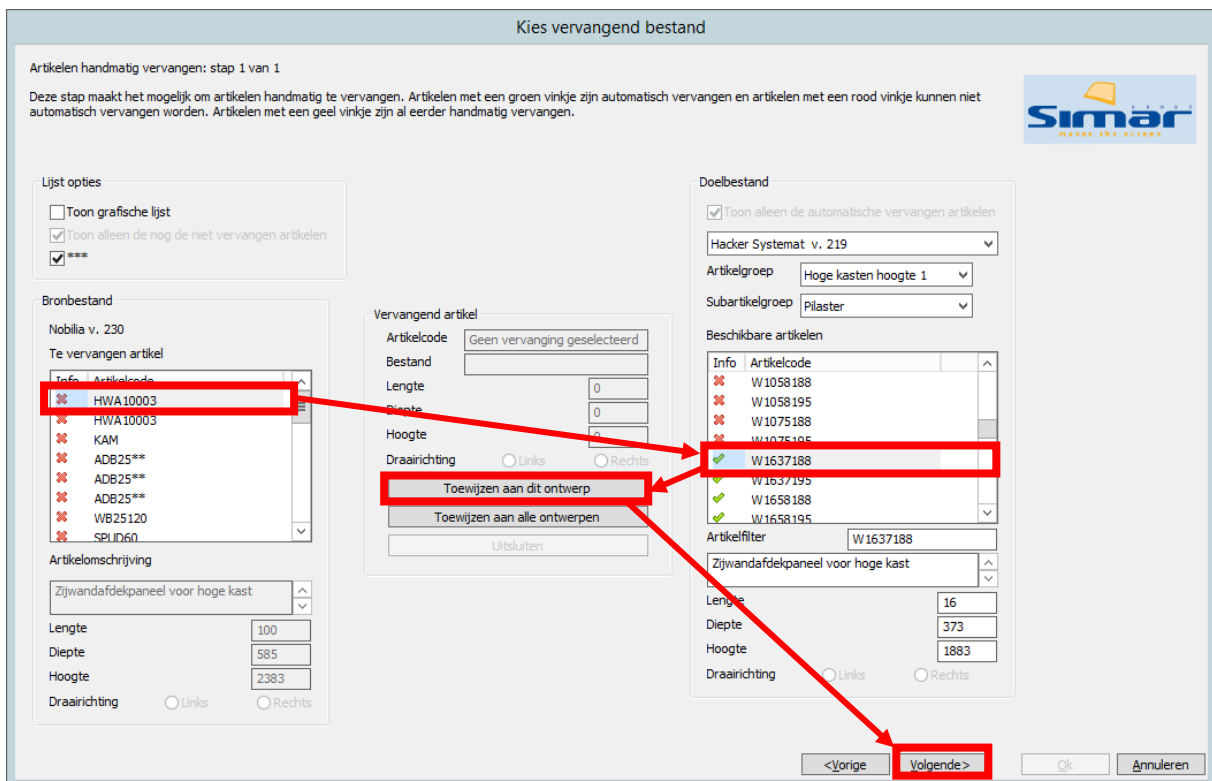 Kies vervangend bestand
Artikelen handmatig vervangen: stap 1 van 1
Deze stap maakt het mogelijk om artikelen handmatig te vervangen. Artikelen met een groen vinkje zijn automatisch vervangen en artikelen met een rood vinkje kunnen niet
automatisch vervangen worden. Artikelen met een geel vinkje zijn al eerder handmatig vervangen.
Simar
moves the screen
Lijst opties
Toon grafische lijst
Toon alleen de nog de niet vervangen artikelen
***
Bronbestand
Nobilia v. 230
Te vervangen artikel
Info Artikelcode
HWA10003
HWA10003
KAM
ADB25**
ADB25**
ADB25**
WB25120
SPUD60
Artikelomschrijving
Zijwandafdekpaneel voor hoge kast
Lengte 100
Diepte 585
Hoogte 2383
Draairichting Links Rechts
Vervangend artikel
Artikelcode Geen vervanging geselecteerd
Bestand
Lengte 0
Diepte 0
Hoogte 0
Draairichting Links Rechts
Toewijzen aan dit ontwerp
Toewijzen aan alle ontwerpen
Uitsluiten
Doelbestand
Toon alleen de automatische vervangen artikelen
Hacker Systemat v. 219
Artikelgroep Hoge kasten hoogte 1
Subartikelgroep Pilaster
Beschikbare artikelen
Info Artikelcode
W1058188
W1058195
W1075188
W1075195
W1637188
W1637195
W1658188
W1658195
Artikelfilter W1637188
Zijwandafdekpaneel voor hoge kast
Lengte 16
Diepte 373
Hoogte 1883
Draairichting Links Rechts
<Vorige Volgende> Ok Annuleren